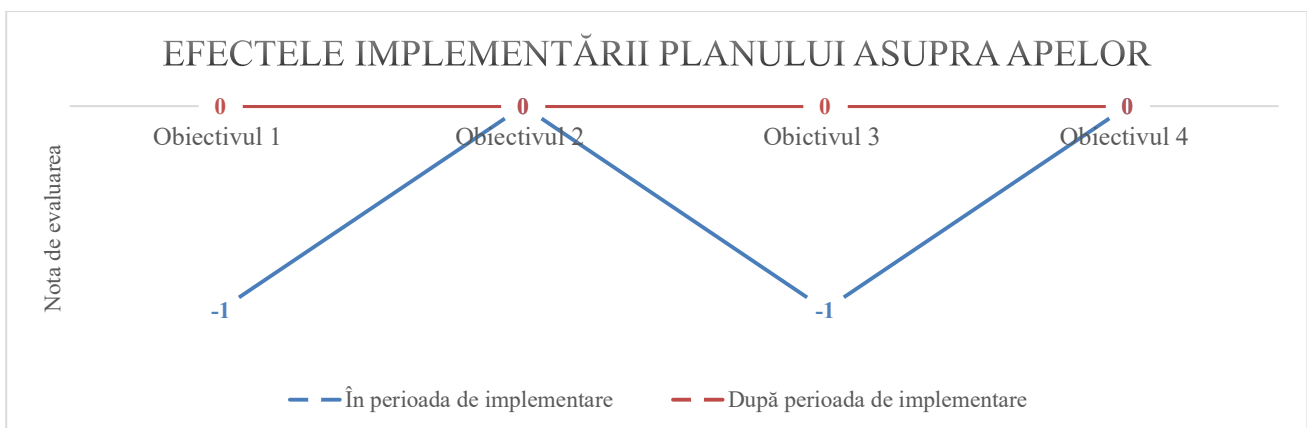 EFECTELE IMPLEMENTĂRII PLANULUI ASUPRA APELOR
0 0 0 0
Obiectivul 1 Obiectivul 2 Obictivul 3 Obiectivul 4
Nota de evaluarea
-1 -1
În perioada de implementare După perioada de implementare